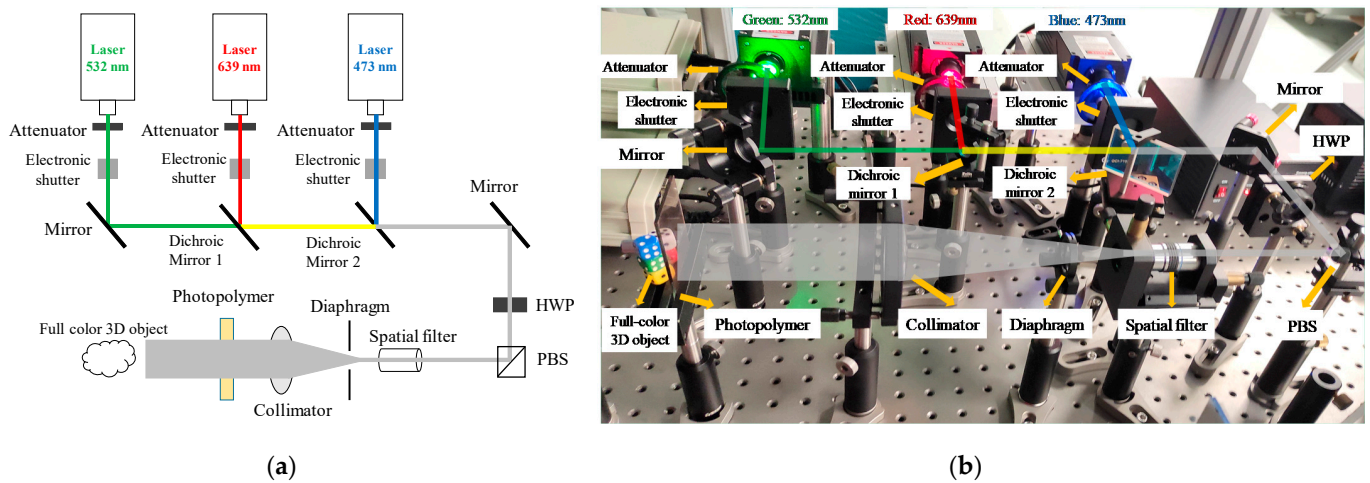 Laser
532 nm
Laser
639 nm
Laser
473 nm
Attenuator
Attenuator
Attenuator
Electronic
shutter
Electronic
shutter
Electronic
shutter
Mirror
Mirror
Dichroic
Mirror 1
Dichroic
Mirror 2
HWP
Photopolymer
Diaphragm
Full color 3D object
Spatial filter
PBS
Collimator
(a)
Green: 532nm
Red: 639nm
Blue: 473nm
Attenuator
Attenuator
Attenuator
Mirror
Electronic
shutter
Electronic
shutter
Electronic
shutter
HWP
Mirror
Dichroic
mirror 1
Dichroic
mirror 2
Full-color
3D object
Photopolymer
Collimator
Diaphragm
Spatial filter
PBS
(b)